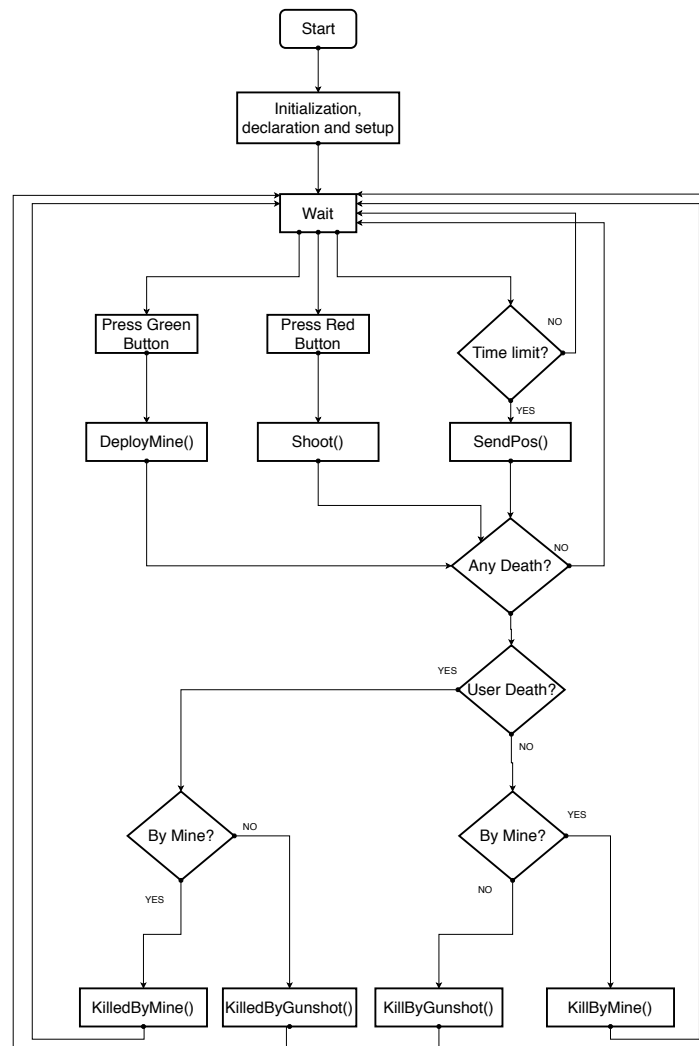 Start
Initialization,
declaration and setup
Wait
Press Green
Button
Press Red
Button
Time limit?
NO
YES
DeployMine()
Shoot()
SendPos()
Any Death?
NO
YES
User Death?
NO
By Mine?
NO
YES
By Mine?
YES
NO
KilledByMine()
KilledByGunshot()
KillByGunshot()
KillByMine()